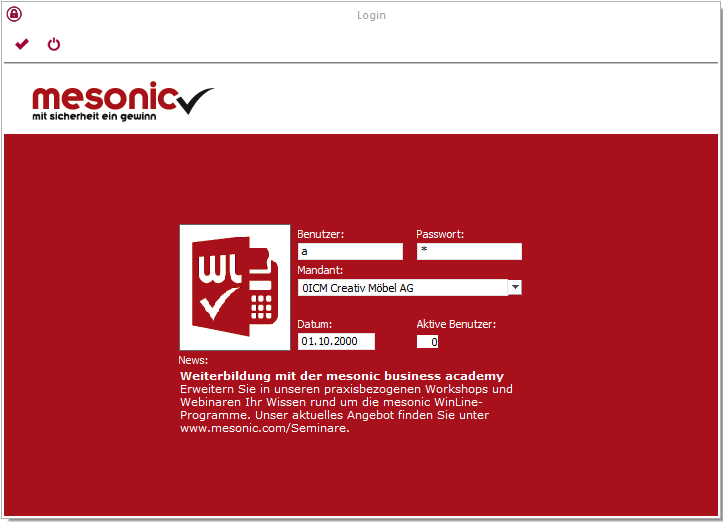 Login
mesonic
mit sicherheit ein gewinn
WL
Benutzer: Passwort:
a *
Mandant:
0ICM Creativ Möbel AG
Datum: Aktive Benutzer:
01.10.2000 0
News:
Weiterbildung mit der mesonic business academy
Erweitern Sie in unseren praxisbezogenen Workshops und
Webinaren Ihr Wissen rund um die mesonic WinLine-
Programme. Unser aktuelles Angebot finden Sie unter
www.mesonic.com/Seminare.